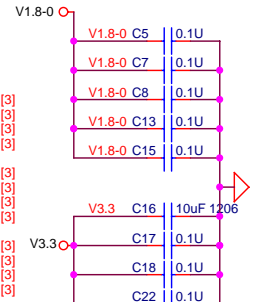 V1.8-0
V1.8-0 C5 0.1U
V1.8-0 C7 0.1U
[3] V1.8-0 C8 0.1U
[3]
[3] V1.8-0 C13 0.1U
[3]
V1.8-0 C15 0.1U
[3]
[3]
[3] V3.3 C16 10uF 1206
[3]
[3] V3.3 C17 0.1U
[3]
[3] C18 0.1U
[3] C22 0.1U